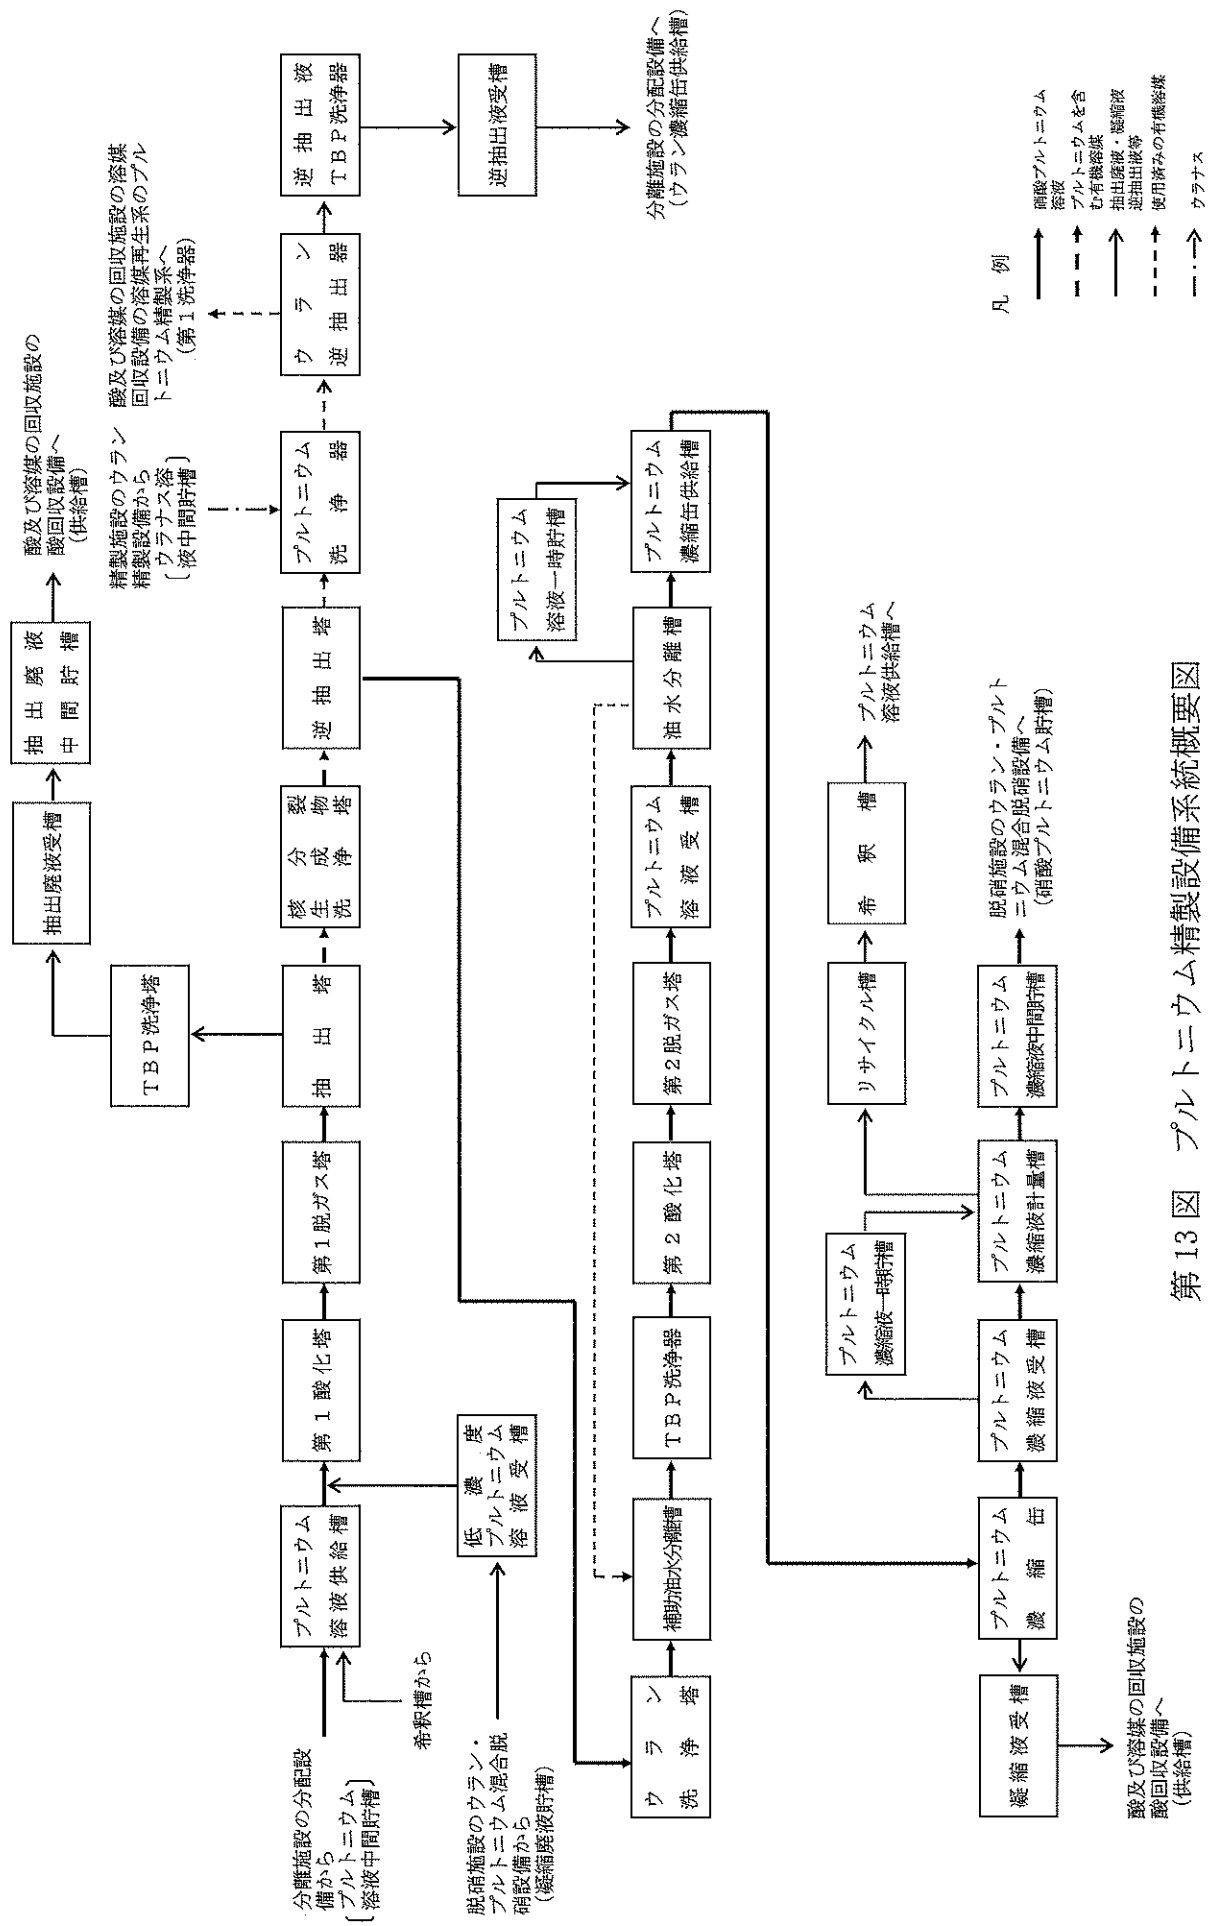 酸及び溶媒の回収施設の
酸回収設備へ
(供給槽)
抽出廃液
中間貯槽
抽出廃液受槽
TBP洗浄塔
精製施設のウラン
精製設備から
ウラナス溶
液中間貯槽
酸及び溶媒の回収施設の溶媒
回収設備の溶媒再生系のプル
トニウム精製系へ
(第1洗浄器)
分離施設の分配設
備から
プルトニウム
溶液中間貯槽
プルトニウム
溶液供給槽
第1酸化塔
第1脱ガス塔
抽出塔
核分裂
生成物
洗浄塔
逆抽出塔
プルトニウム
洗浄器
ウラン
逆抽出器
逆抽出液
TBP洗浄器
希釈槽から
脱硝施設のウラン・
プルトニウム混合脱
硝設備から
(凝縮廃液貯槽)
低濃度
プルトニウム
溶液受槽
逆抽出液受槽
分離施設の分配設備へ
(ウラン濃縮缶供給槽)
プルトニウム
溶液一時貯槽
ウラン
洗浄塔
補助油水分離槽
TBP洗浄器
第2酸化塔
第2脱ガス塔
プルトニウム
溶液受槽
油水分離槽
プルトニウム
濃縮缶供給槽
プルトニウム
濃縮液一時貯槽
リサイクル槽
希釈槽
プルトニウム
溶液供給槽へ
凝縮液受槽
プルトニウム
濃縮缶
プルトニウム
濃縮液受槽
プルトニウム
濃縮液計量槽
プルトニウム
濃縮液中間貯槽
脱硝施設のウラン・プルト
ニウム混合脱硝設備へ
(硝酸プルトニウム貯槽)
酸及び溶媒の回収施設の
酸回収設備へ
(供給槽)
凡例
硝酸プルトニウム
溶液
プルトニウムを含
む有機溶媒
抽出廃液・凝縮液
逆抽出液等
使用済みの有機溶媒
ウラナス
第13図 プルトニウム精製設備系統概要図